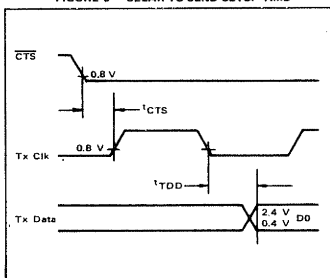 FIGURE 9 – CLEAR-TO-SEND SETUP TIME
CTS
0.8 V
tCTS
Tx Clk
0.8 V
tTDD
Tx Data
2.4 V
0.4 V
D0